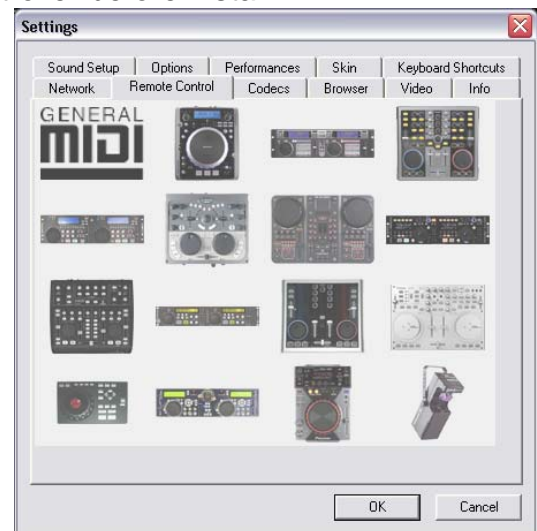 Settings
Sound Setup Options Performances Skin Keyboard Shortcuts
Network Remote Control Codecs Browser Video Info
GENERAL
MIDI
OK Cancel